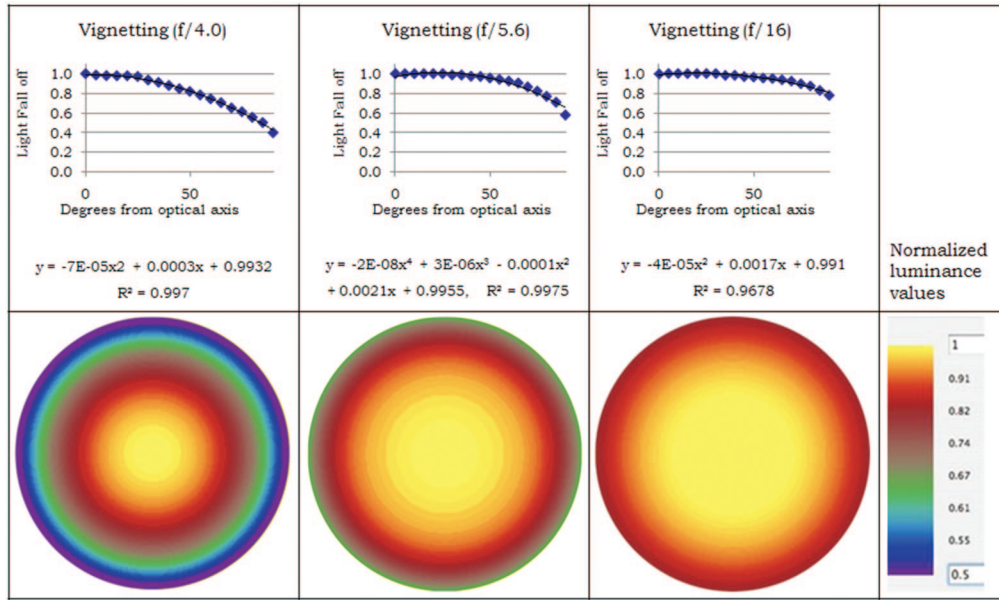 Vignetting (f/4.0)
Light Fall off
1.0
0.8
0.6
0.4
0.2
0.0
0
50
Degrees from optical axis
y = -7E-05x2 + 0.0003x + 0.9932
R² = 0.997
Vignetting (f/5.6)
Light Fall off
1.0
0.8
0.6
0.4
0.2
0.0
0
50
Degrees from optical axis
y = -2E-08x⁴ + 3E-06x³ - 0.0001x²
+ 0.0021x + 0.9955, R² = 0.9975
Vignetting (f/16)
Light Fall off
1.0
0.8
0.6
0.4
0.2
0.0
0
50
Degrees from optical axis
y = -4E-05x² + 0.0017x + 0.991
R² = 0.9678
Normalized
luminance
values
1
0.91
0.82
0.74
0.67
0.61
0.55
0.5